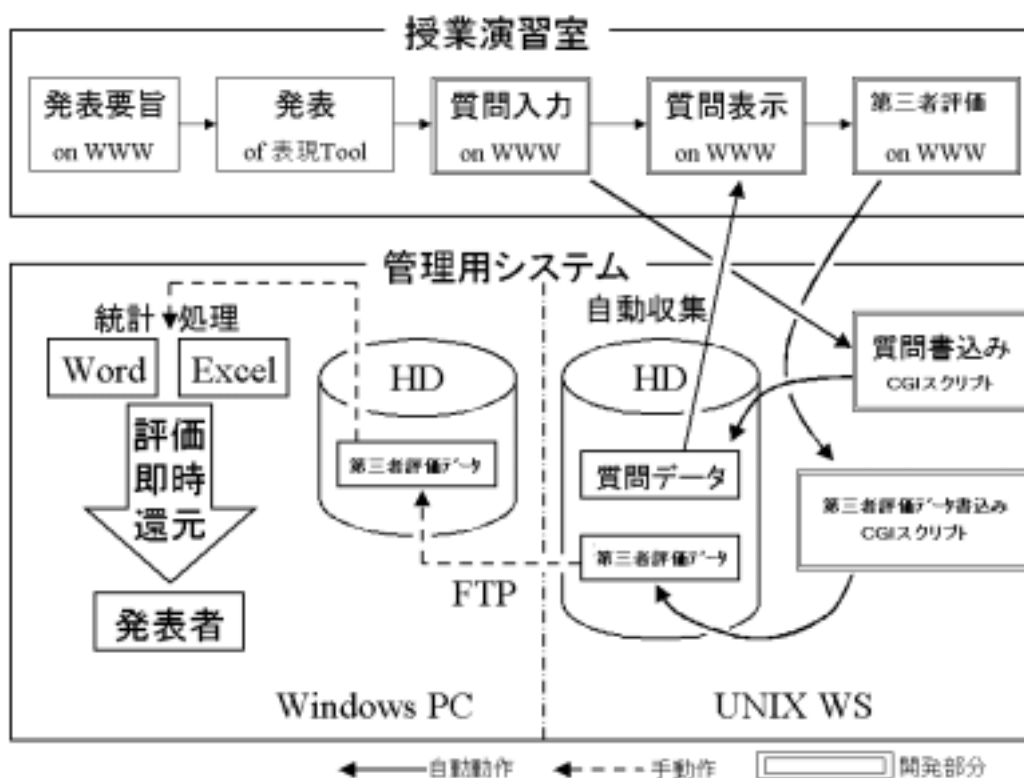 授業演習室
発表要旨
on WWW
発表
of 表現Tool
質問入力
on WWW
質問表示
on WWW
第三者評価
on WWW
管理用システム
統計 処理
Word
Excel
評価
即時
還元
発表者
HD
第三者評価データ
FTP
Windows PC
自動収集
HD
質問データ
第三者評価データ
質問書込み
CGIスクリプト
第三者評価データ書込み
CGIスクリプト
UNIX WS
自動動作
手動作
開発部分